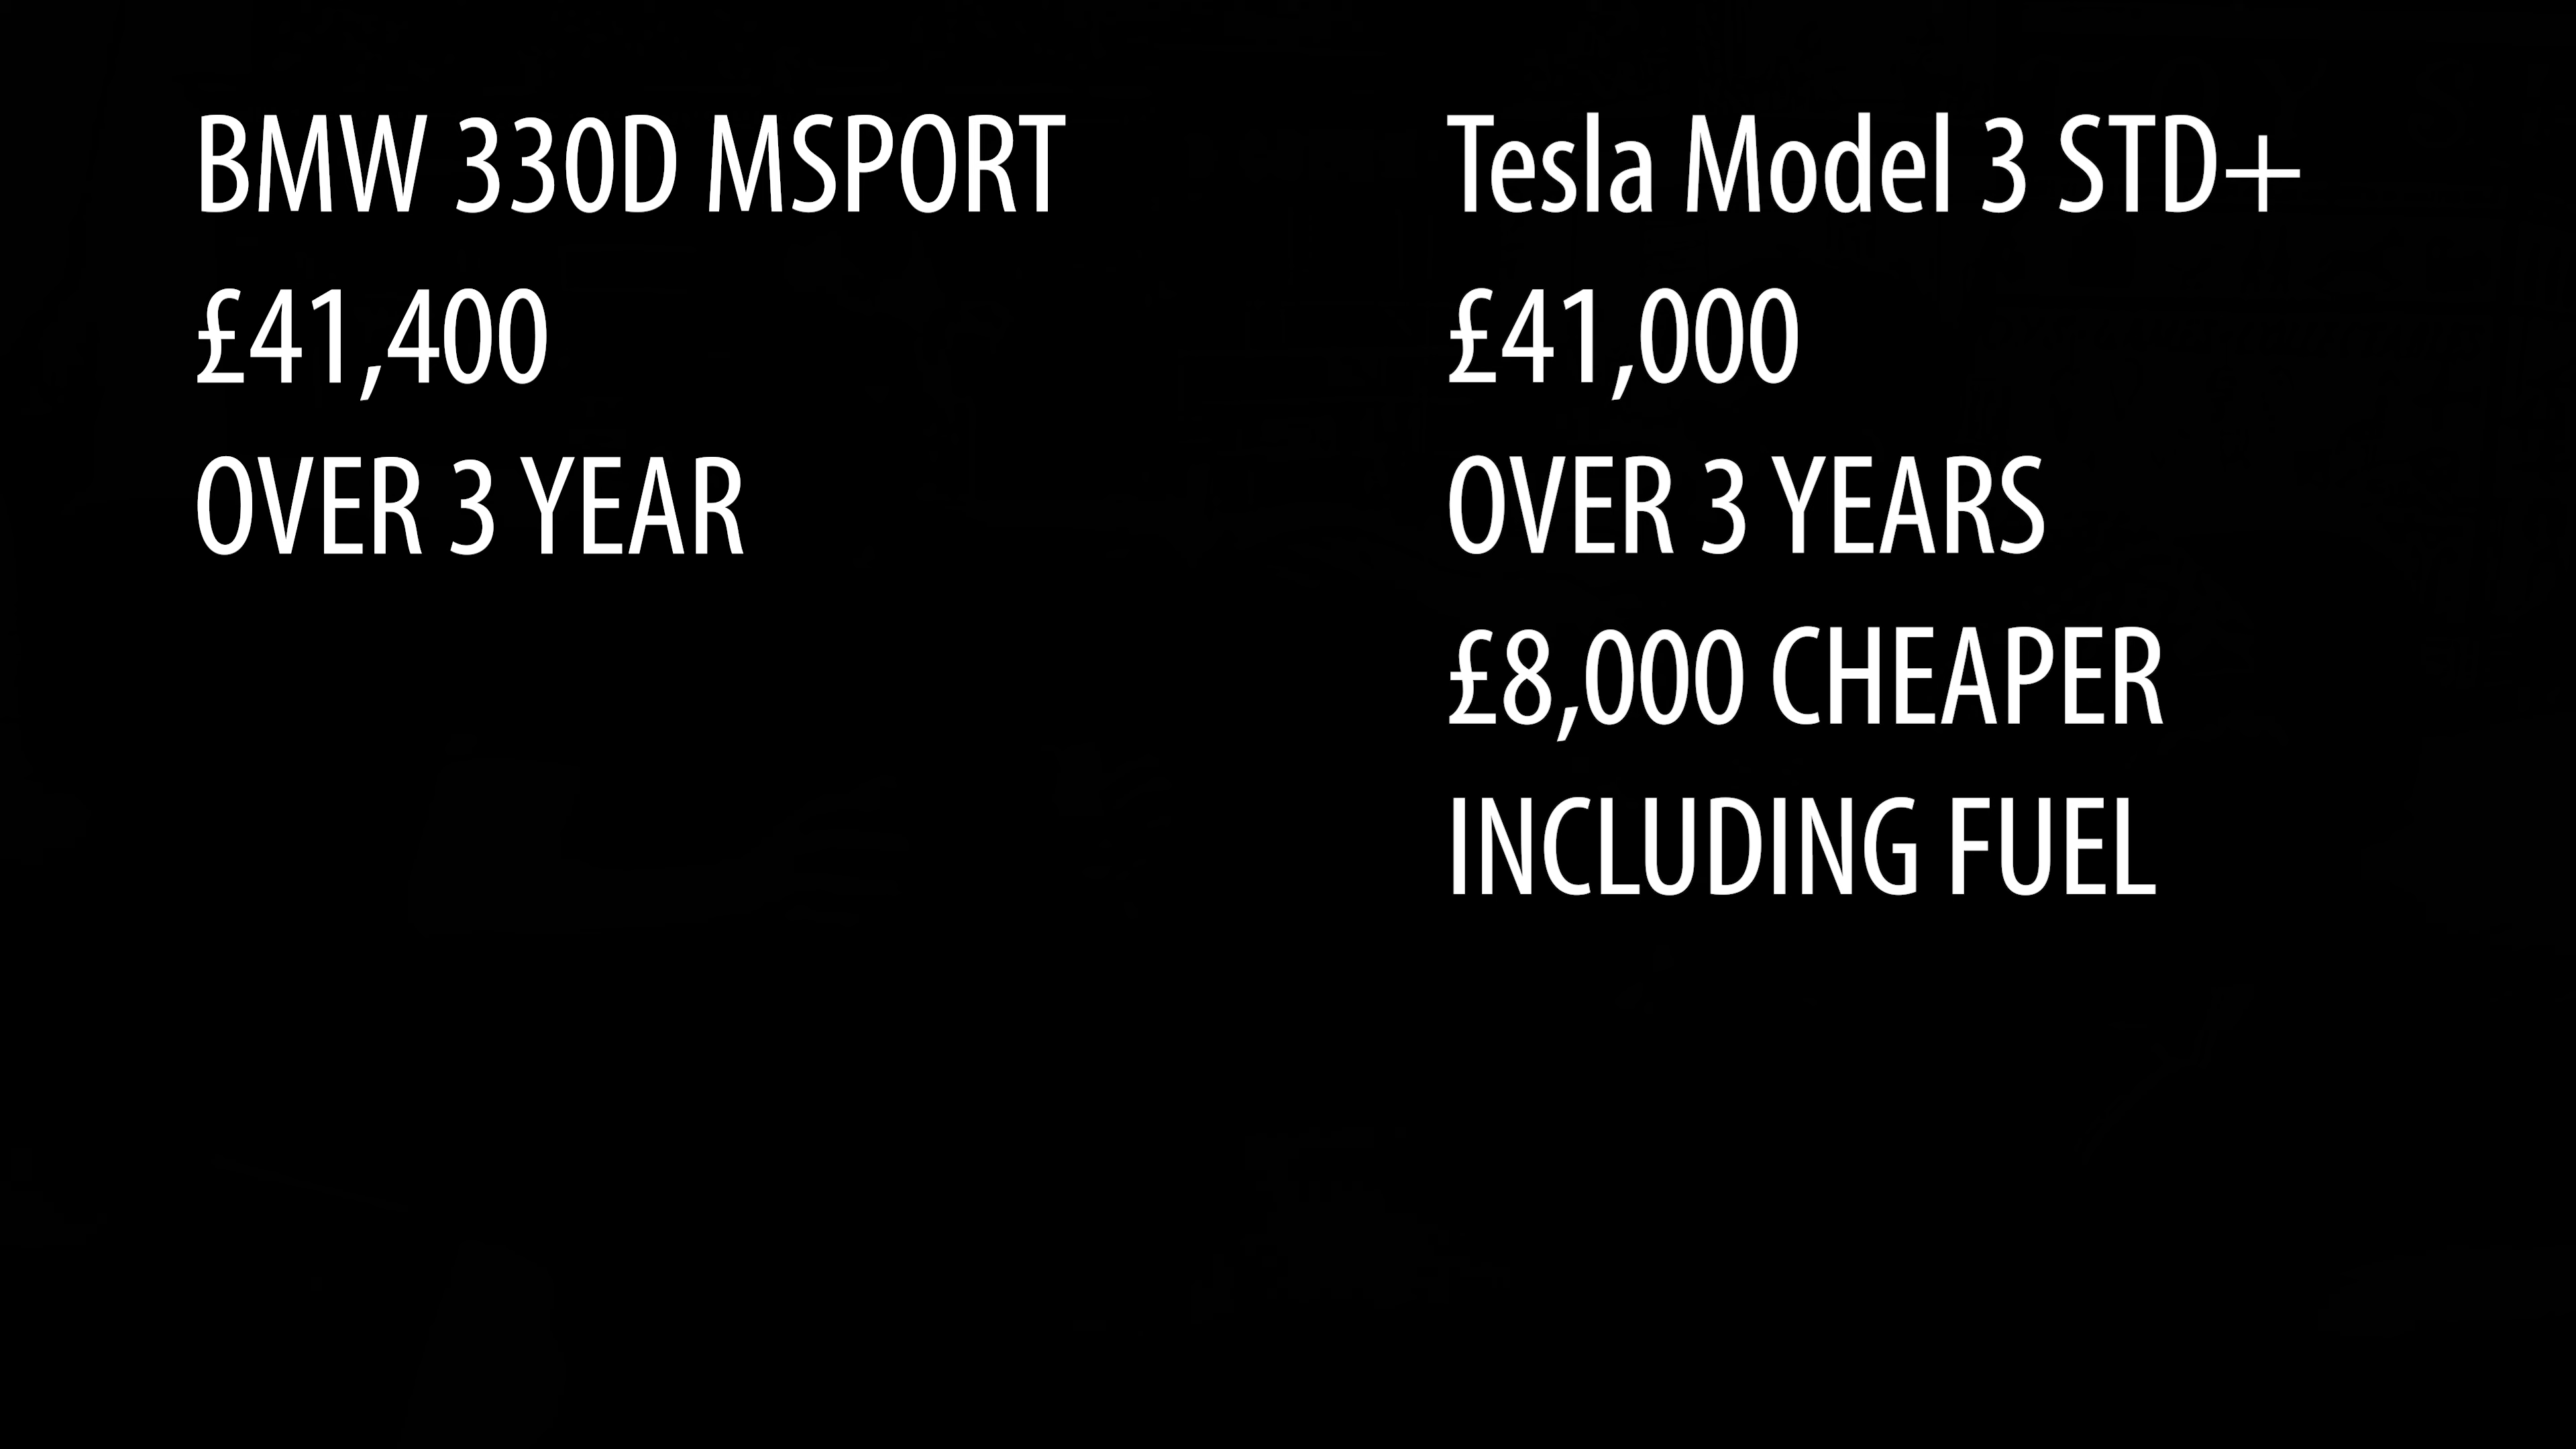 BMW 330D MSPORT
£41,400
OVER 3 YEAR
Tesla Model 3 STD+
£41,000
OVER 3 YEARS
£8,000 CHEAPER
INCLUDING FUEL